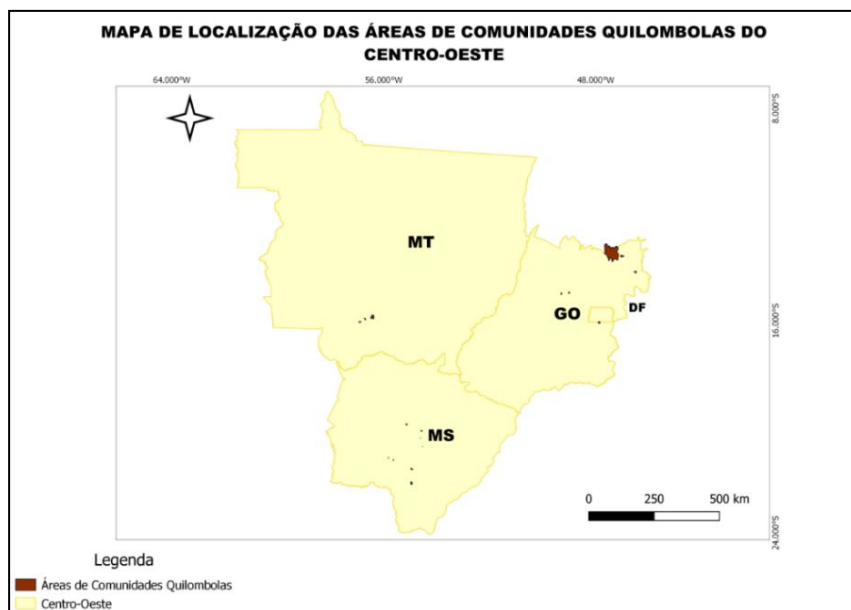 MAPA DE LOCALIZAÇÃO DAS ÁREAS DE COMUNIDADES QUILOMBOLAS DO
CENTRO-OESTE
64.000°W 56.000°W 48.000°W
8.000°S
MT
GO
DF
16.000°S
MS
0 250 500 km
24.000°S
Legenda
Áreas de Comunidades Quilombolas
Centro-Oeste